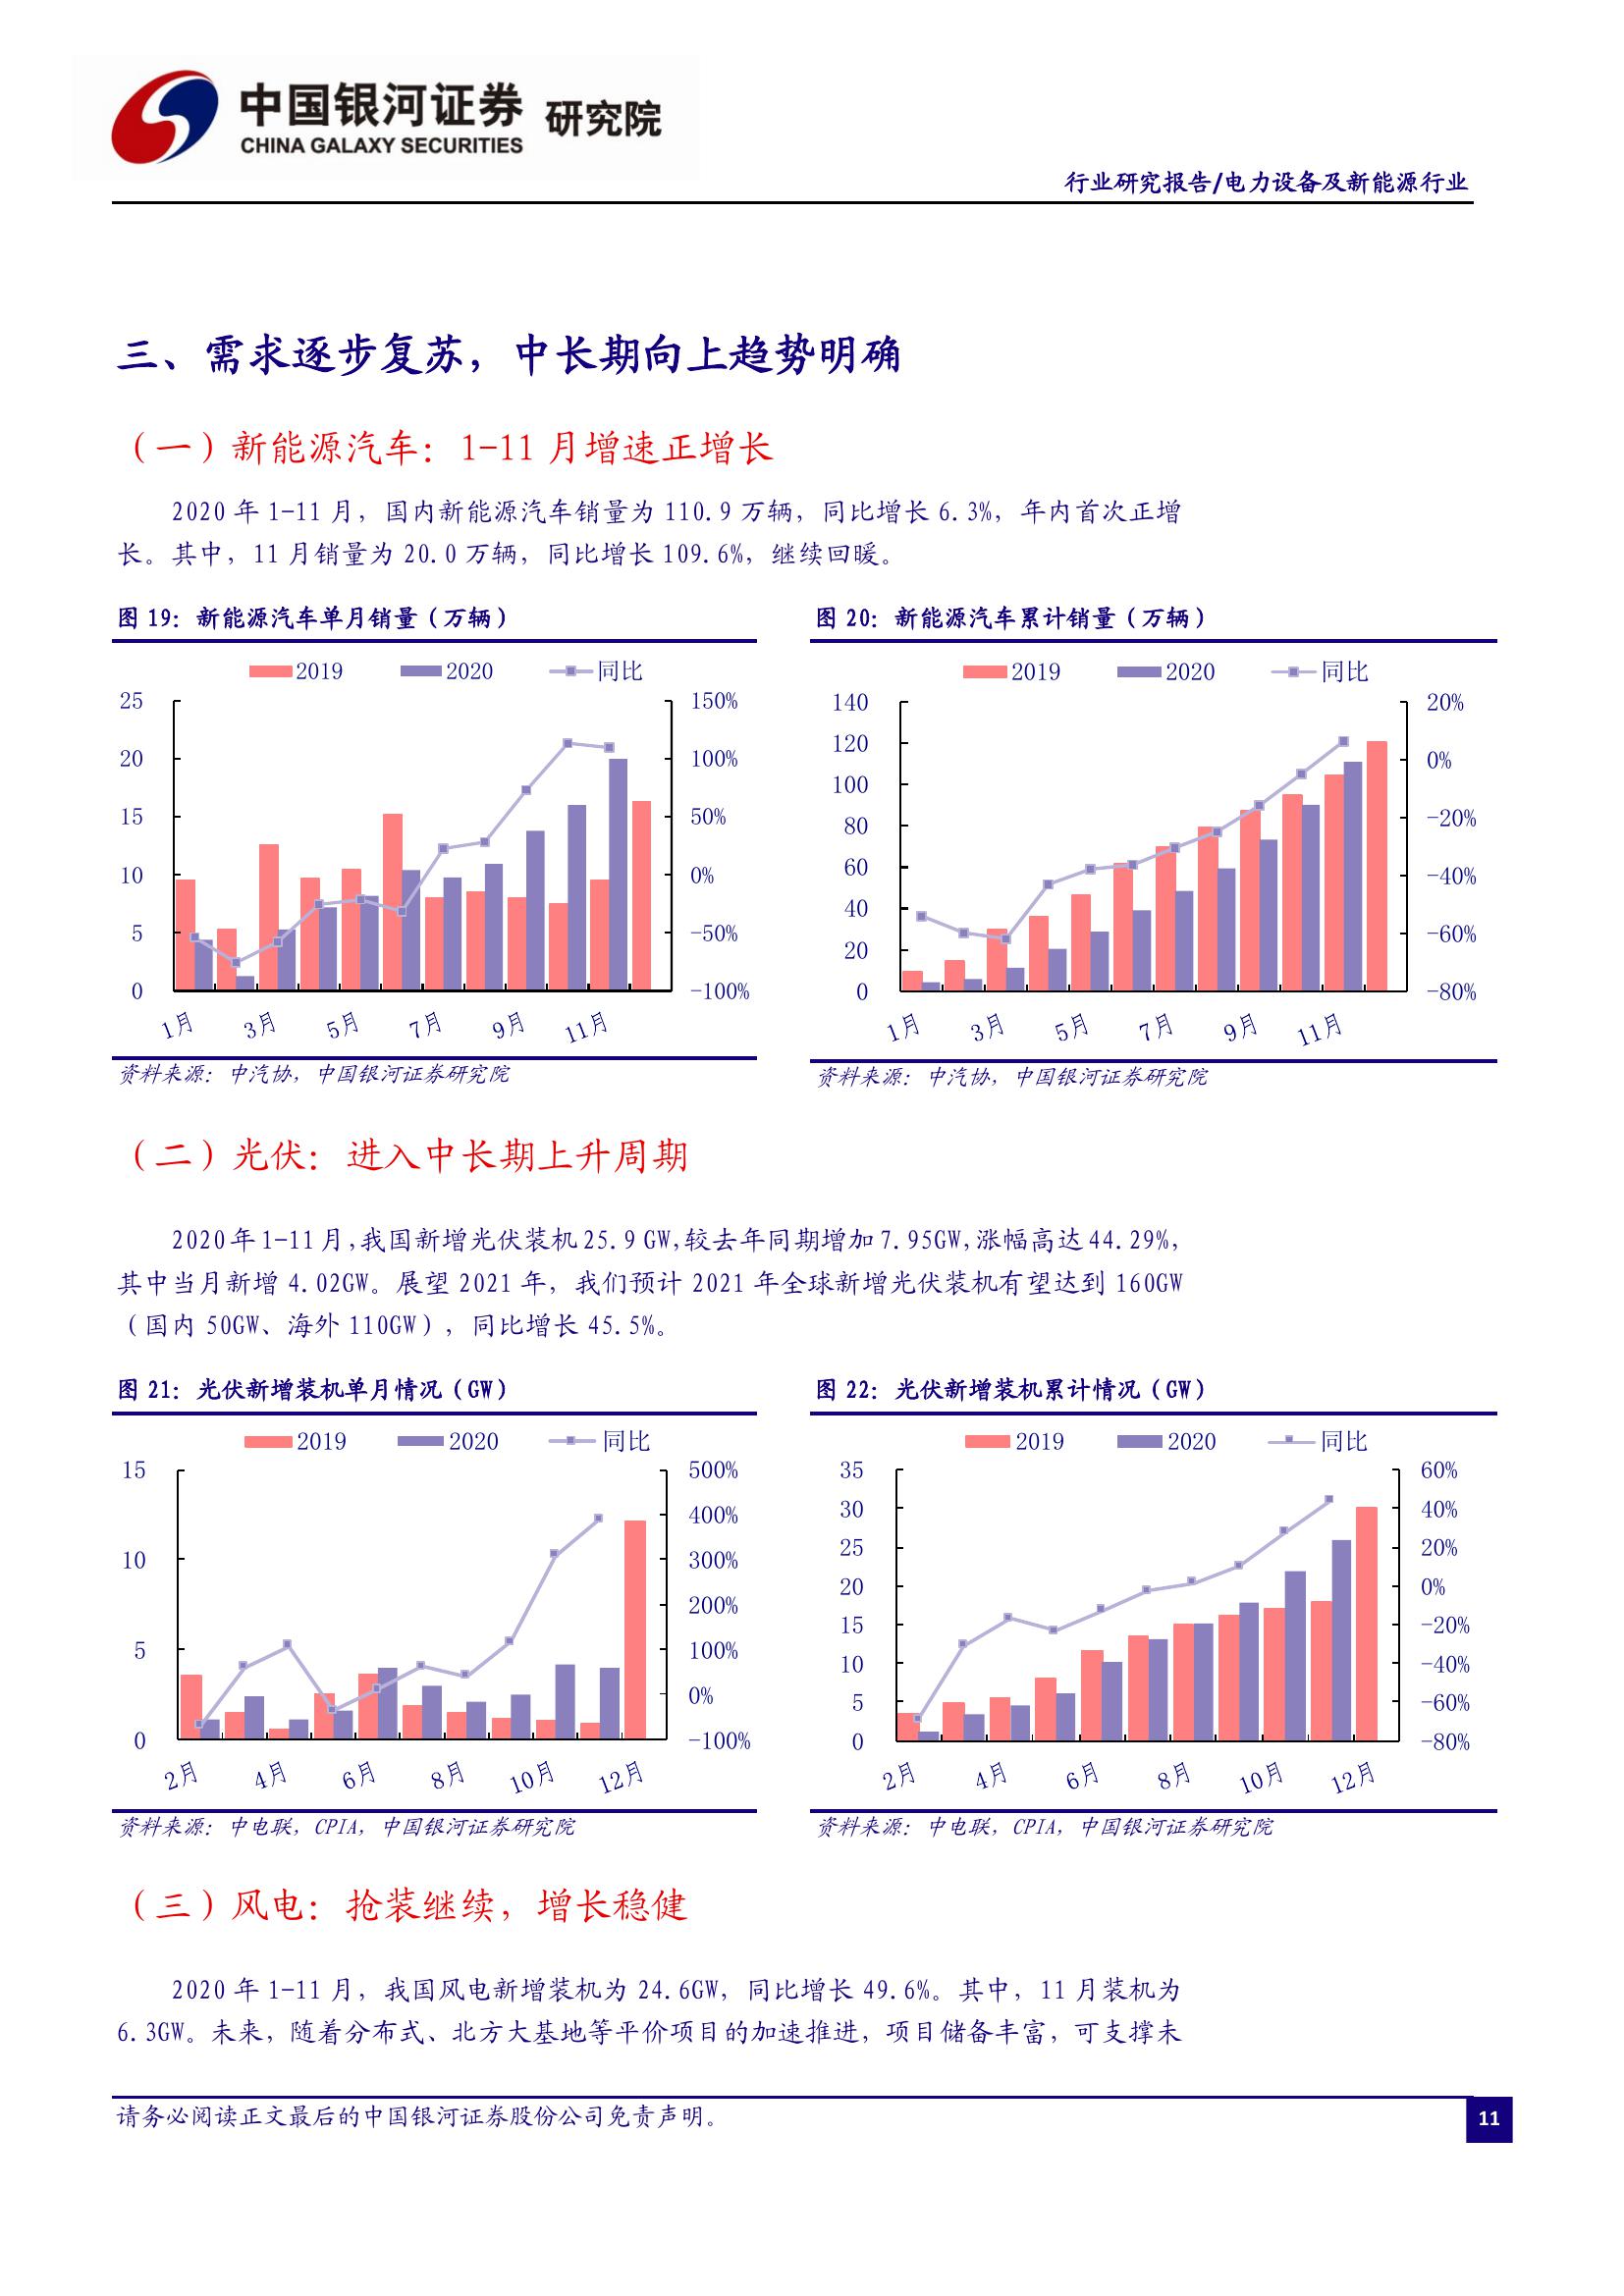 中国银河证券 研究院
CHINA GALAXY SECURITIES
行业研究报告/电力设备及新能源行业
三、需求逐步复苏，中长期向上趋势明确
（一）新能源汽车：1-11 月增速正增长
2020 年 1-11 月，国内新能源汽车销量为 110.9 万辆，同比增长 6.3%，年内首次正增
长。其中，11 月销量为 20.0 万辆，同比增长 109.6%，继续回暖。
图 19：新能源汽车单月销量（万辆）
2019 2020 同比
25 150%
20 100%
15 50%
10 0%
5 -50%
0 -100%
1月 3月 5月 7月 9月 11月
资料来源：中汽协，中国银河证券研究院
图 20：新能源汽车累计销量（万辆）
2019 2020 同比
140 20%
120 0%
100 -20%
80 -40%
60 -60%
40 -80%
20
0
1月 3月 5月 7月 9月 11月
资料来源：中汽协，中国银河证券研究院
（二）光伏：进入中长期上升周期
2020 年 1-11 月,我国新增光伏装机 25.9 GW,较去年同期增加 7.95GW,涨幅高达 44.29%,
其中当月新增 4.02GW。展望 2021 年，我们预计 2021 年全球新增光伏装机有望达到 160GW
（国内 50GW、海外 110GW），同比增长 45.5%。
图 21：光伏新增装机单月情况（GW）
2019 2020 同比
15 500%
400%
10 300%
200%
5 100%
0%
0 -100%
2月 4月 6月 8月 10月 12月
资料来源：中电联，CPIA，中国银河证券研究院
图 22：光伏新增装机累计情况（GW）
2019 2020 同比
35 60%
30 40%
25 20%
20 0%
15 -20%
10 -40%
5 -60%
0 -80%
2月 4月 6月 8月 10月 12月
资料来源：中电联，CPIA，中国银河证券研究院
（三）风电：抢装继续，增长稳健
2020 年 1-11 月，我国风电新增装机为 24.6GW，同比增长 49.6%。其中，11 月装机为
6.3GW。未来，随着分布式、北方大基地等平价项目的加速推进，项目储备丰富，可支撑未
请务必阅读正文最后的中国银河证券股份公司免责声明。
11